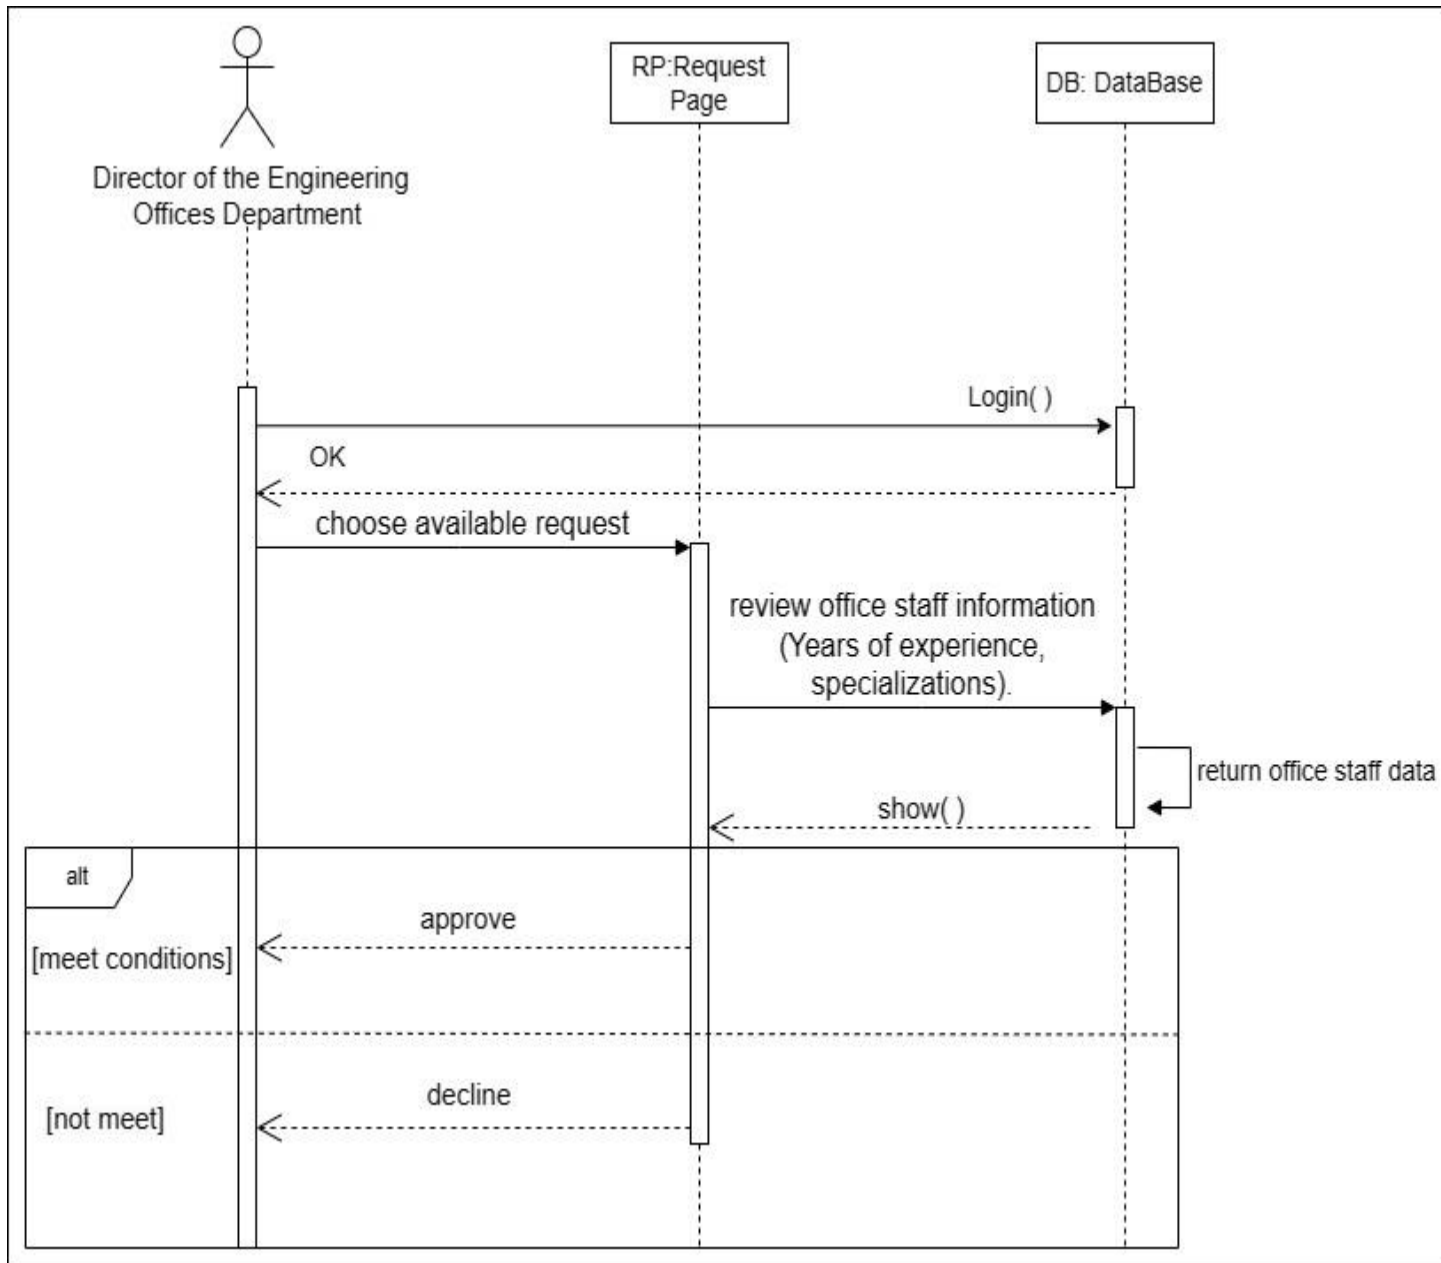 RP:Request
Page
DB: DataBase
Director of the Engineering
Offices Department
Login( )
OK
choose available request
review office staff information
(Years of experience,
specializations).
return office staff data
show( )
alt
approve
[meet conditions]
decline
[not meet]